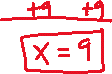 +9 +9
x = 9